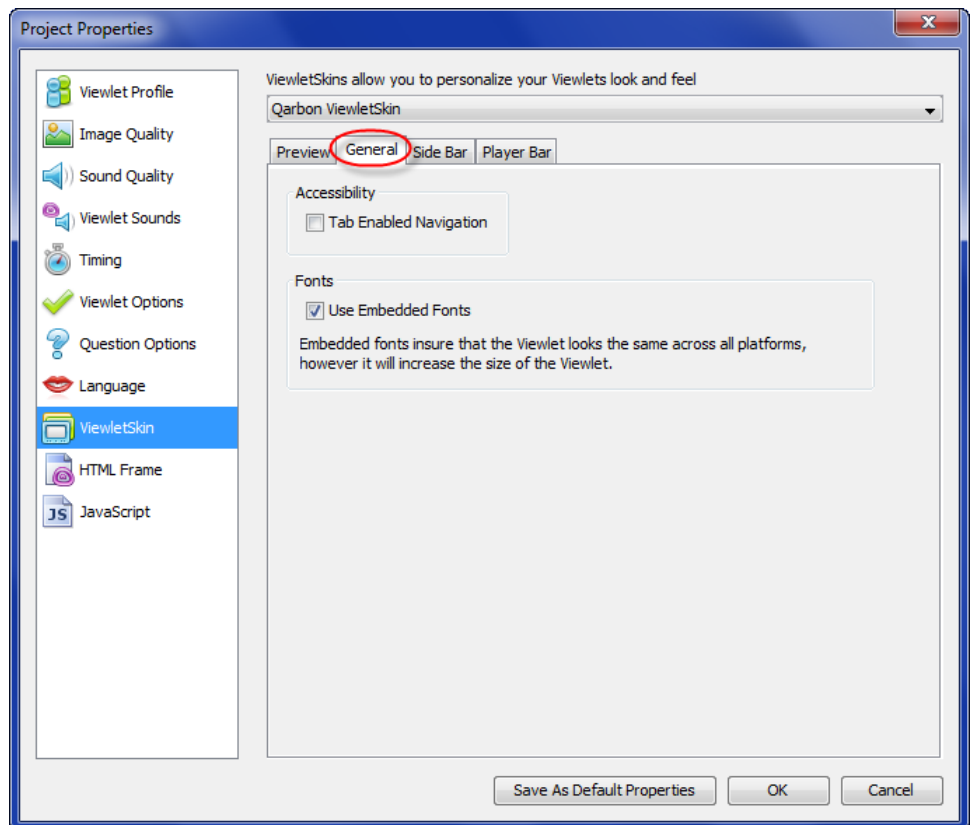 Project Properties
Viewlet Profile
Image Quality
Sound Quality
Viewlet Sounds
Timing
Viewlet Options
Question Options
Language
ViewletSkin
HTML Frame
JS JavaScript
ViewletSkins allow you to personalize your Viewlets look and feel
Qarbon ViewletSkin
Preview General Side Bar Player Bar
Accessibility
Tab Enabled Navigation
Fonts
Use Embedded Fonts
Embedded fonts insure that the Viewlet looks the same across all platforms,
however it will increase the size of the Viewlet.
Save As Default Properties OK Cancel